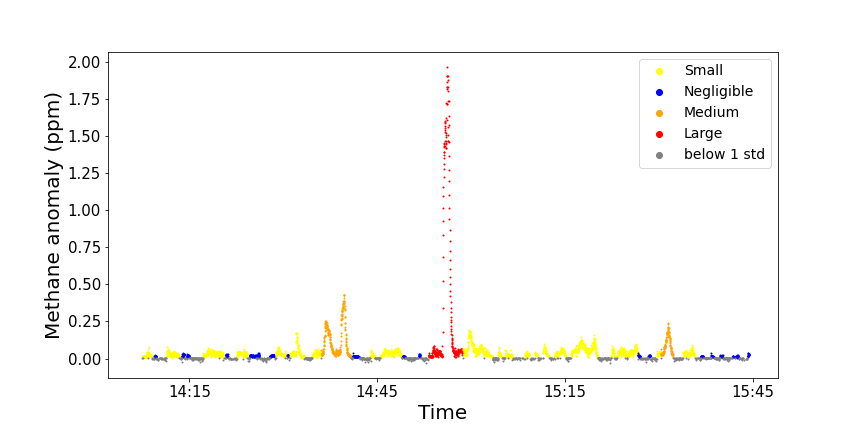 Methane anomaly (ppm)
2.00
1.75
1.50
1.25
1.00
0.75
0.50
0.25
0.00
Small
Negligible
Medium
Large
below 1 std
14:15
14:45
15:15
15:45
Time